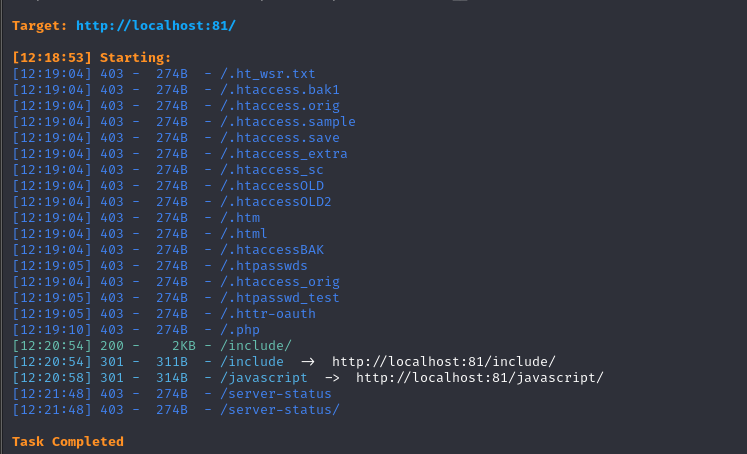 Target: http://localhost:81/
[12:18:53] Starting:
[12:19:04] 403 - 274B - /.ht_wsr.txt
[12:19:04] 403 - 274B - /.htaccess.bak1
[12:19:04] 403 - 274B - /.htaccess.orig
[12:19:04] 403 - 274B - /.htaccess.sample
[12:19:04] 403 - 274B - /.htaccess.save
[12:19:04] 403 - 274B - /.htaccess_extra
[12:19:04] 403 - 274B - /.htaccess_sc
[12:19:04] 403 - 274B - /.htaccessOLD
[12:19:04] 403 - 274B - /.htaccessOLD2
[12:19:04] 403 - 274B - /.htm
[12:19:04] 403 - 274B - /.html
[12:19:04] 403 - 274B - /.htaccessBAK
[12:19:05] 403 - 274B - /.htpasswds
[12:19:04] 403 - 274B - /.htaccess_orig
[12:19:05] 403 - 274B - /.htpasswd_test
[12:19:05] 403 - 274B - /.httr-oauth
[12:19:10] 403 - 274B - /.php
[12:20:54] 200 - 2KB - /include/
[12:20:54] 301 - 311B - /include -> http://localhost:81/include/
[12:20:58] 301 - 314B - /javascript -> http://localhost:81/javascript/
[12:21:48] 403 - 274B - /server-status
[12:21:48] 403 - 274B - /server-status/
Task Completed